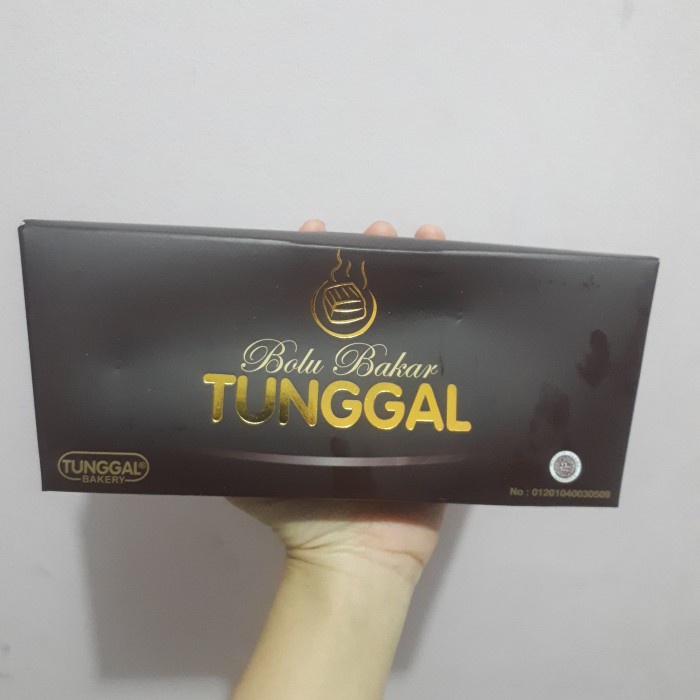 Bolu Bakar
TUNGGAL
TUNGGAL®
BAKERY
No : 01201040030509